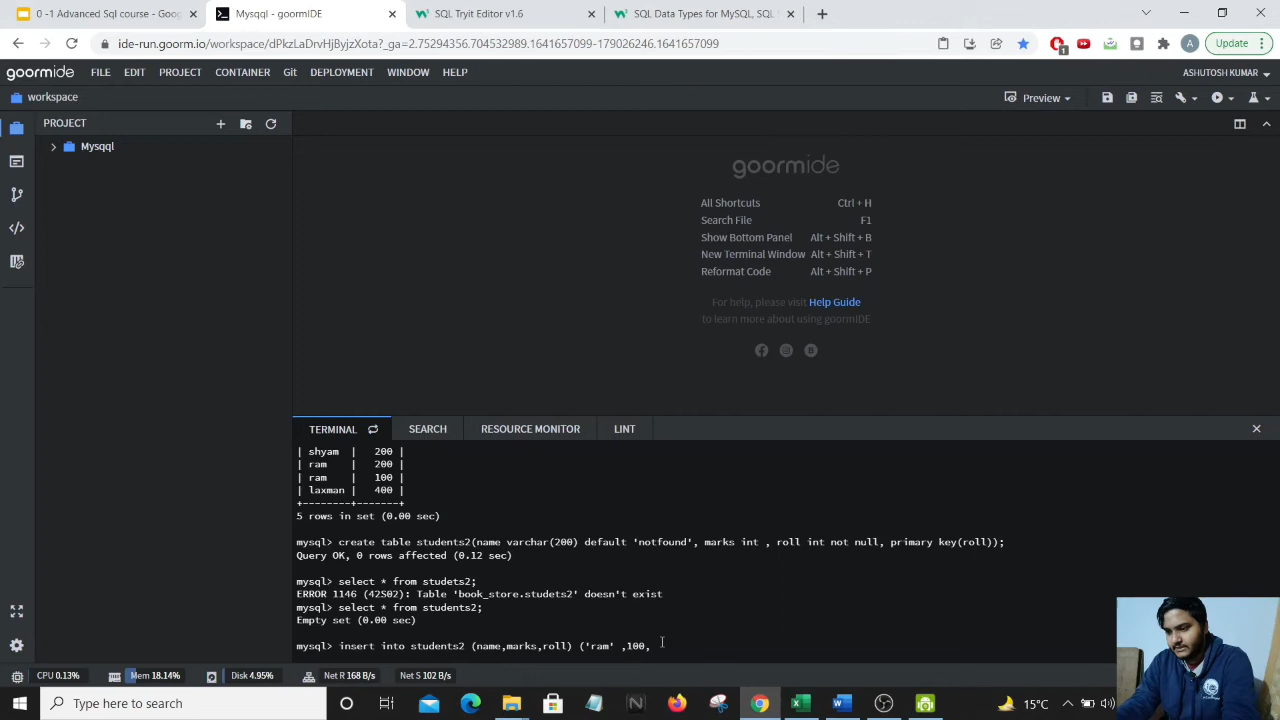 0 -1 Advanced Sql course - Goog
Mysqql - goormIDE
SQL Tryit Editor v1.6
SQL Data Types for MySQL, SQL S
ide-run.goorm.io/workspace/dPkzLaDrvHjByjsYota?_ga=2.75264356.704532389.1641657099-1790262436.1641657099
1
A
Update
goormide
FILE EDIT PROJECT CONTAINER Git DEPLOYMENT WINDOW HELP
ASHUTOSH KUMAR
workspace
Preview
PROJECT
Mysqql
goormide
All Shortcuts Ctrl + H
Search File F1
Show Bottom Panel Alt + Shift + B
New Terminal Window Alt + Shift + T
Reformat Code Alt + Shift + P
For help, please visit Help Guide
to learn more about using goormIDE
TERMINAL SEARCH RESOURCE MONITOR LINT
| shyam | 200 |
| ram | 200 |
| ram | 100 |
| laxman | 400 |
+--------+-------+
5 rows in set (0.00 sec)
mysql> create table students2(name varchar(200) default 'notfound', marks int , roll int not null, primary key(roll));
Query OK, 0 rows affected (0.12 sec)
mysql> select * from studets2;
ERROR 1146 (42S02): Table 'book_store.studets2' doesn't exist
mysql> select * from students2;
Empty set (0.00 sec)
mysql> insert into students2 (name,marks,roll) ('ram' ,100,
CPU 0.13% Mem 18.14% Disk 4.95% Net R 168 B/s Net S 102 B/s
Type here to search
15°C